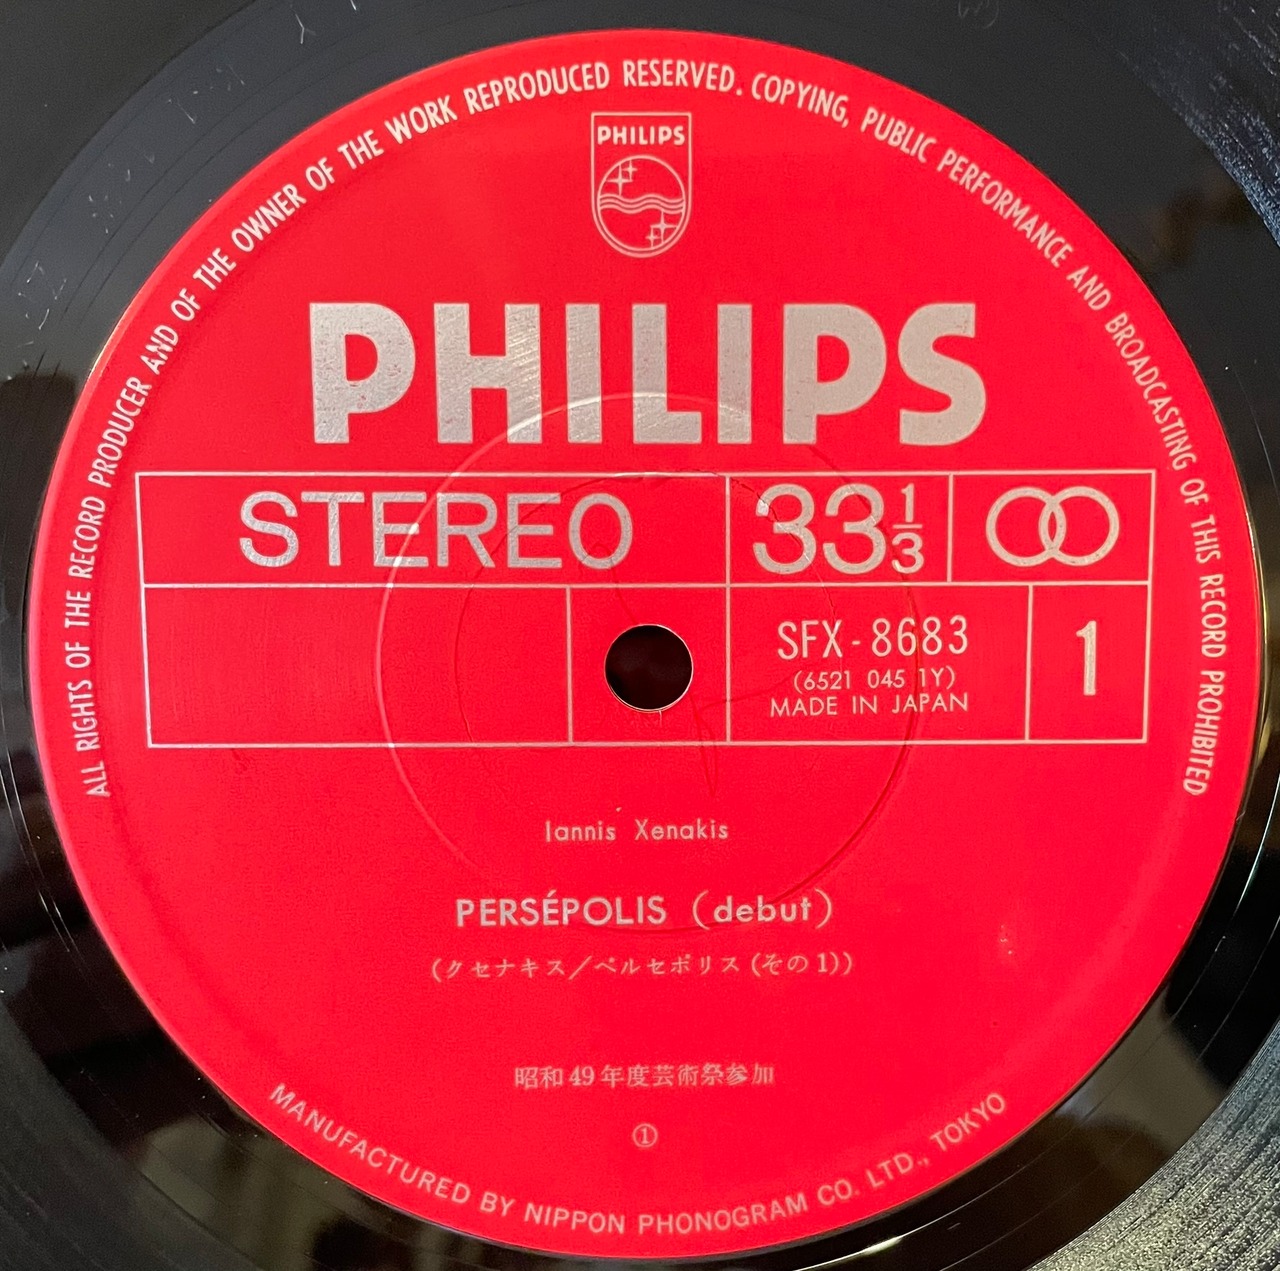 ALL RIGHTS OF THE RECORD PRODUCER AND OF THE OWNER OF THE WORK REPRODUCED RESERVED. COPYING, PUBLIC PERFORMANCE AND BROADCASTING OF THIS RECORD PROHIBITED
PHILIPS
PHILIPS
STEREO 33 1/3
SFX-8683
(6521 045 1Y)
MADE IN JAPAN
1
Iannis Xenakis
PERSÉPOLIS (debut)
(クセナキス/ペルセポリス (その1))
昭和49年度芸術祭参加
①
MANUFACTURED BY NIPPON PHONOGRAM CO. LTD., TOKYO